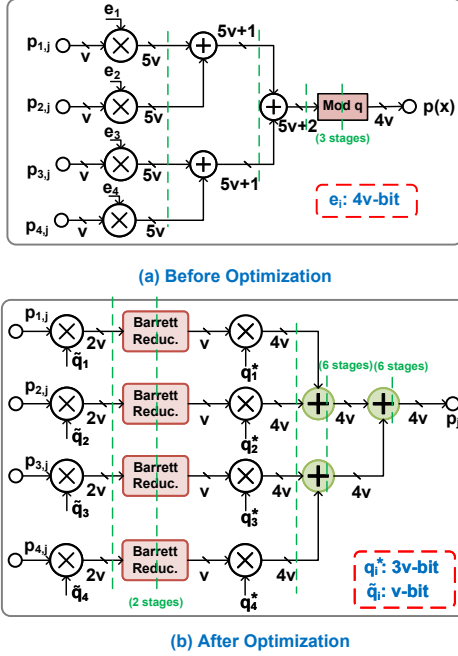 e1
p1,j
v
5v
5v+1
e2
p2,j
v
5v
5v+2
Mod q
4v
p(x)
(3 stages)
e3
p3,j
v
5v
5v+1
e4
p4,j
v
5v
ei: 4v-bit
(a) Before Optimization
p1,j
2v
Barrett
Reduc.
v
4v
q̃1
q1*
(6 stages) (6 stages)
p2,j
2v
Barrett
Reduc.
v
4v
4v
4v
pj
q̃2
q2*
p3,j
2v
Barrett
Reduc.
v
4v
4v
q̃3
q3*
p4,j
2v
Barrett
Reduc.
v
4v
q̃4
(2 stages)
q4*
qi*: 3v-bit
q̃i: v-bit
(b) After Optimization